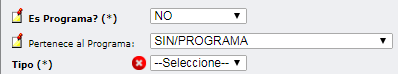 Es Programa? (*) NO
Pertenece al Programa: SIN/PROGRAMA
Tipo (*) --Seleccione--